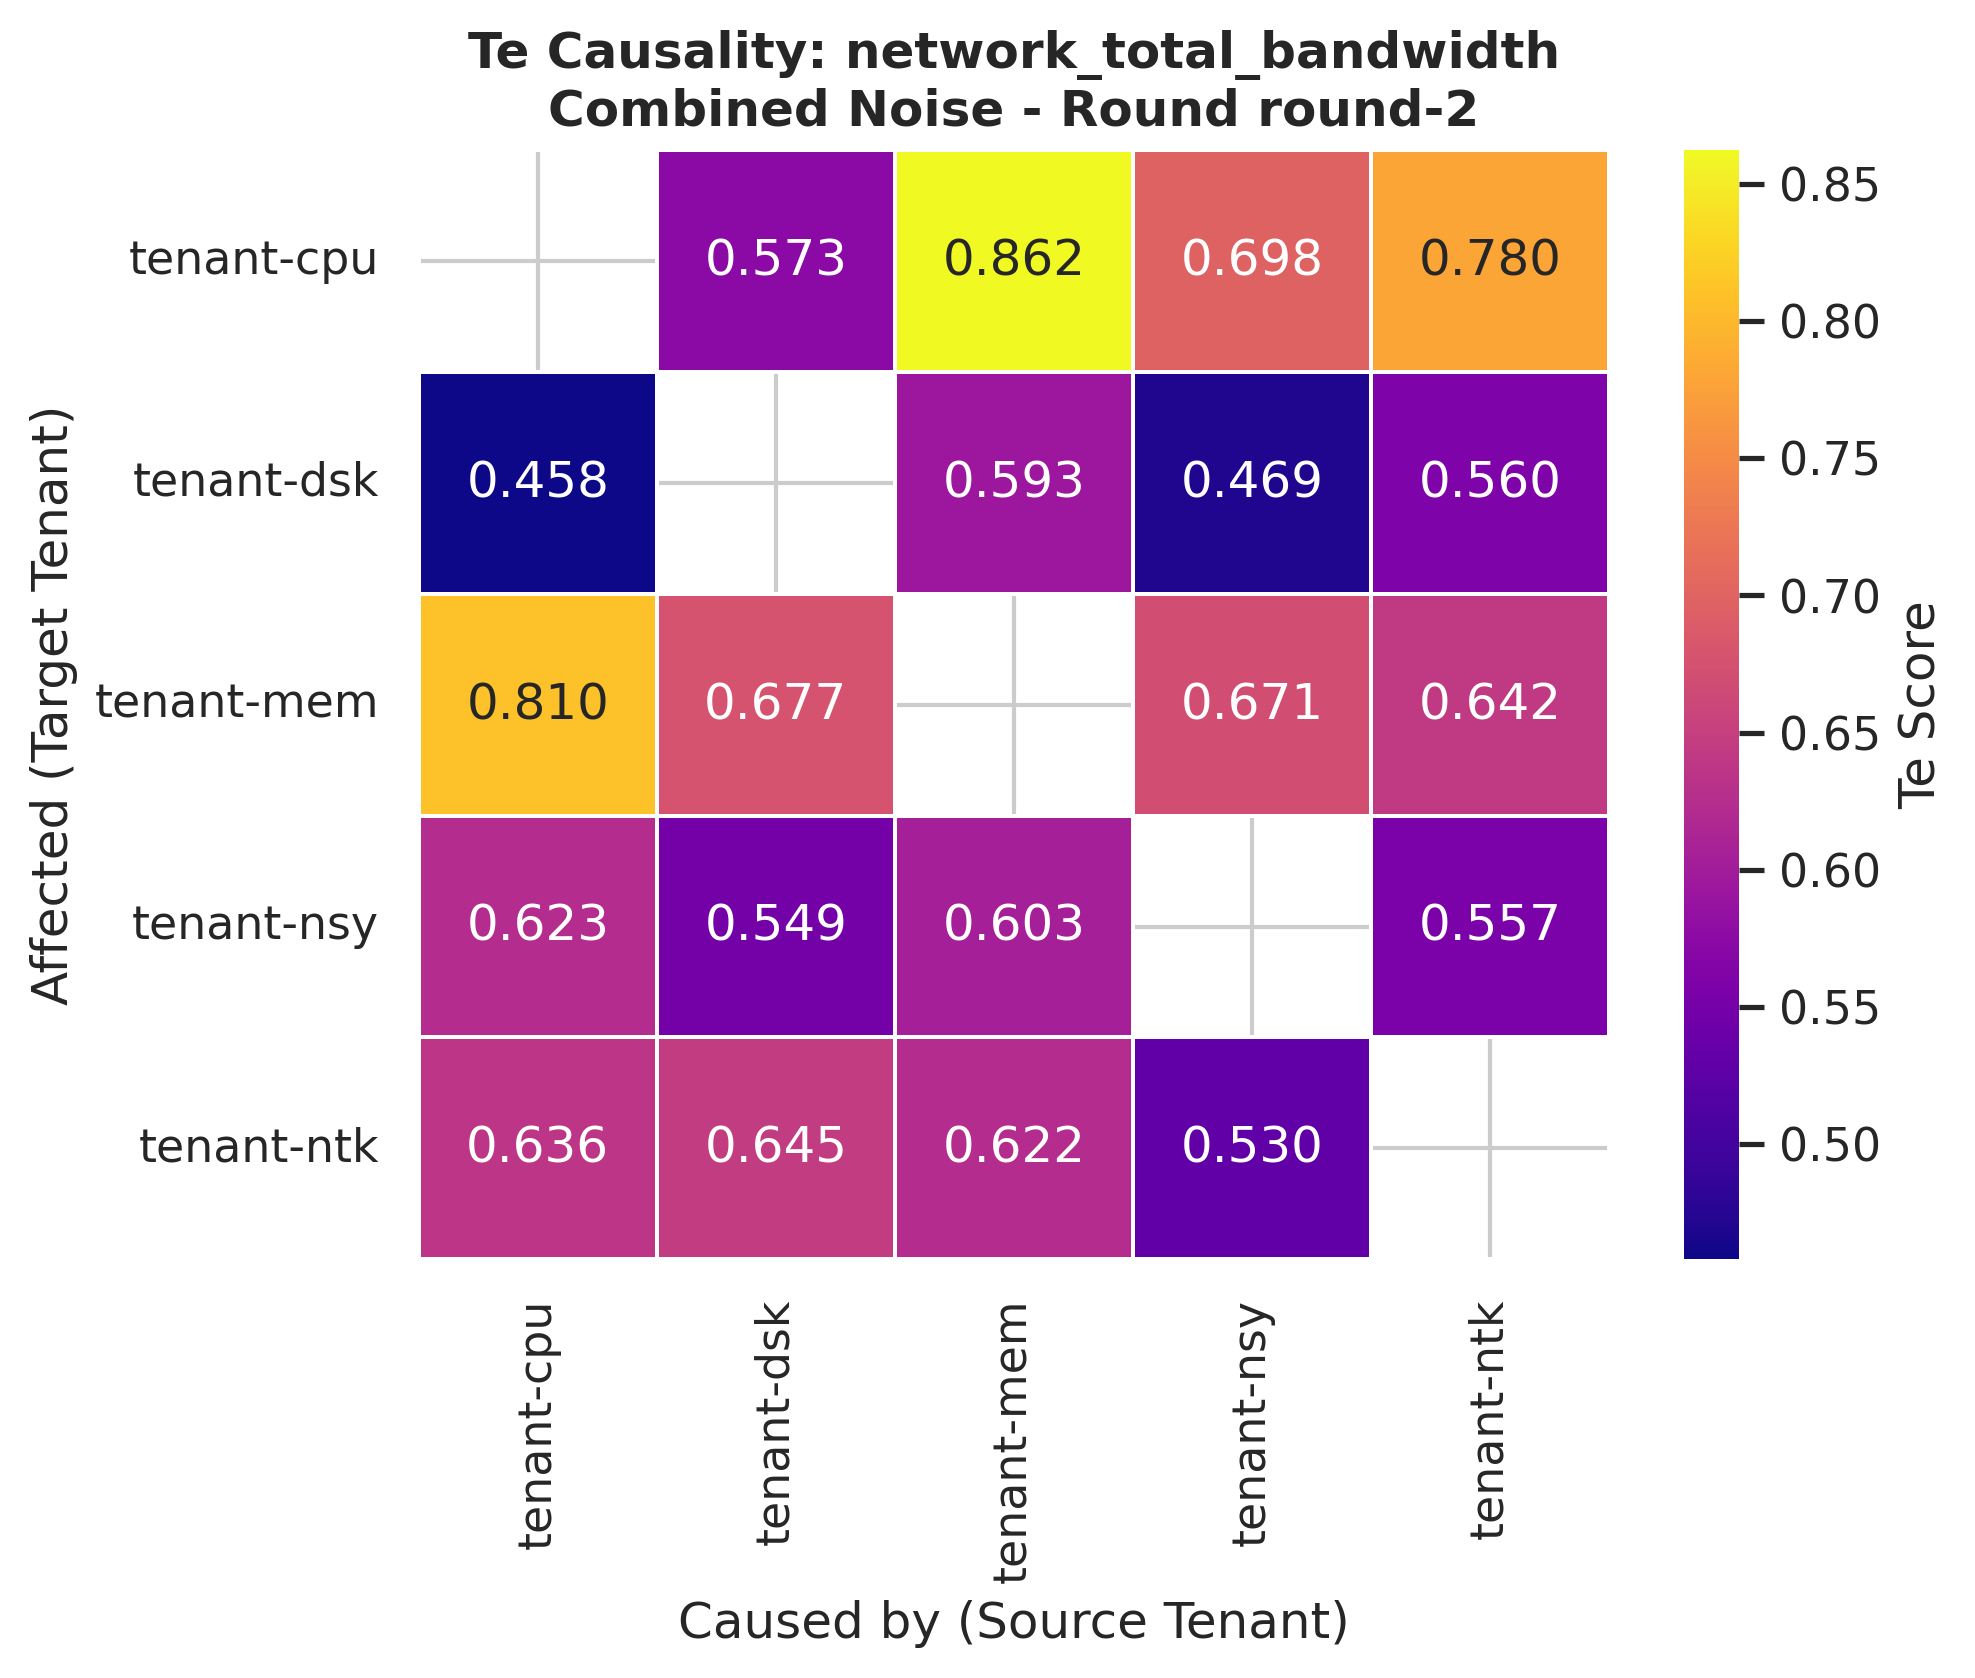 Te Causality: network_total_bandwidth
Combined Noise - Round round-2
Affected (Target Tenant)
tenant-cpu 0.573 0.862 0.698 0.780
tenant-dsk 0.458 0.593 0.469 0.560
tenant-mem 0.810 0.677 0.671 0.642
tenant-nsy 0.623 0.549 0.603 0.557
tenant-ntk 0.636 0.645 0.622 0.530
tenant-cpu tenant-dsk tenant-mem tenant-nsy tenant-ntk
Caused by (Source Tenant)
0.85
0.80
0.75
0.70
0.65
0.60
0.55
0.50
Te Score